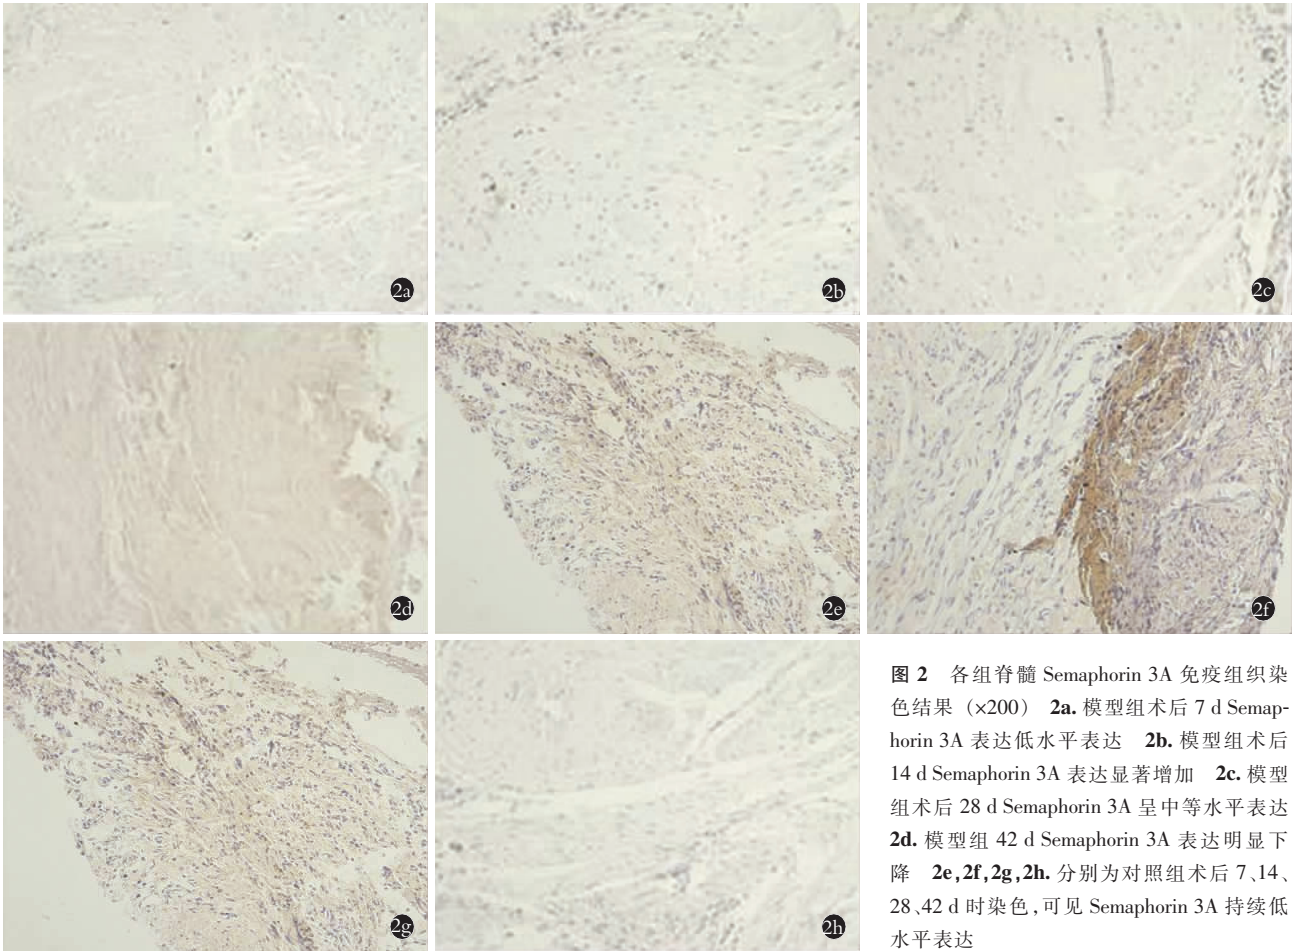 2a
2b
2c
2d
2e
2f
2g
2h
图 2 各组脊髓 Semaphorin 3A 免疫组织染
色结果（×200） 2a. 模型组术后 7 d Semap-
horin 3A 表达低水平表达 2b. 模型组术后
14 d Semaphorin 3A 表达显著增加 2c. 模型
组术后 28 d Semaphorin 3A 呈中等水平表达
2d. 模型组 42 d Semaphorin 3A 表达明显下
降 2e,2f,2g,2h. 分别为对照组术后 7、14、
28、42 d 时染色,可见 Semaphorin 3A 持续低
水平表达